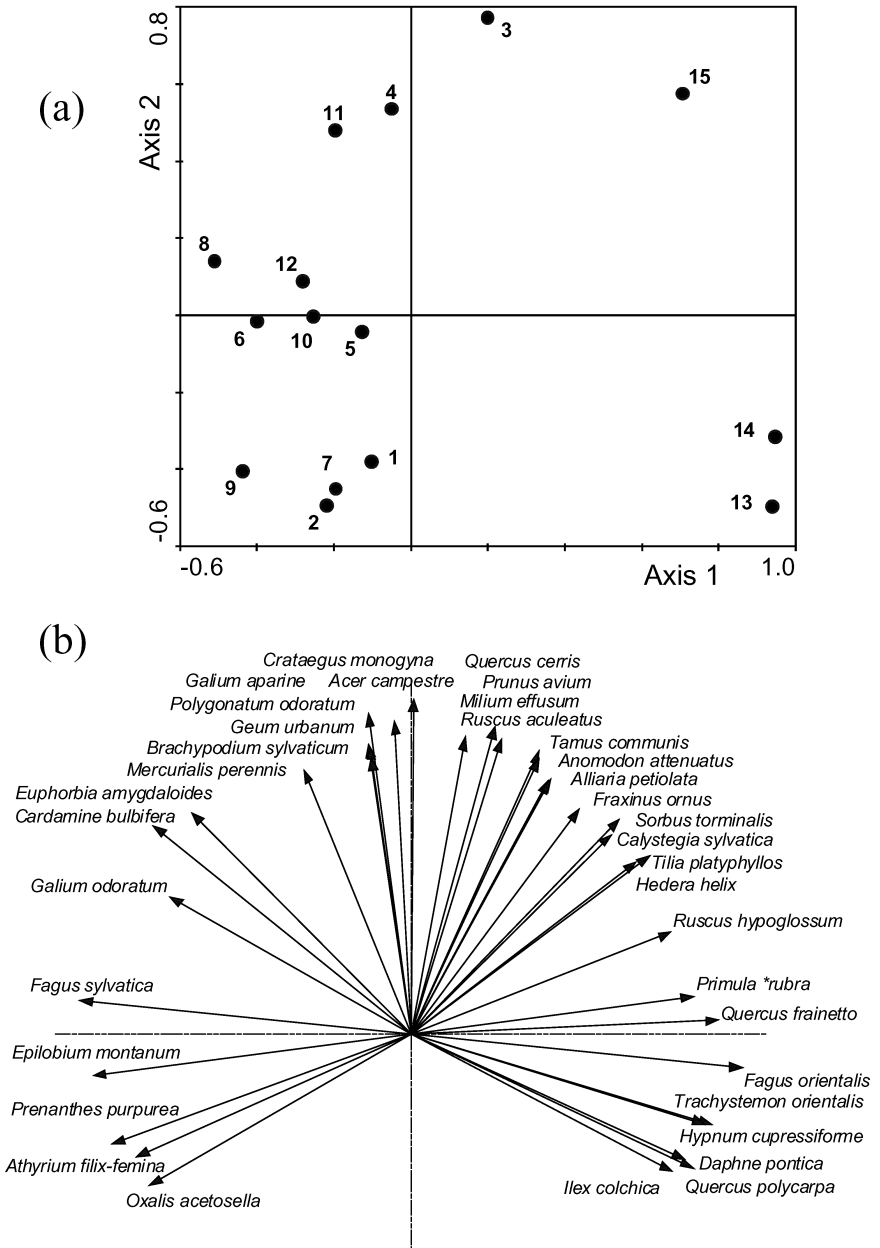 (a)
0.8
Axis 2
-0.6
3
15
4
11
8
12
6
10
5
9
7
1
2
14
13
-0.6
Axis 1
1.0
(b)
Crataegus monogyna
Quercus cerris
Galium aparine
Acer campestre
Prunus avium
Polygonatum odoratum
Milium effusum
Geum urbanum
Ruscus aculeatus
Brachypodium sylvaticum
Tamus communis
Mercurialis perennis
Anomodon attenuatus
Alliaria petiolata
Euphorbia amygdaloides
Fraxinus ornus
Cardamine bulbifera
Sorbus torminalis
Calystegia sylvatica
Tilia platyphyllos
Galium odoratum
Hedera helix
Ruscus hypoglossum
Fagus sylvatica
Primula *rubra
Quercus frainetto
Epilobium montanum
Fagus orientalis
Prenanthes purpurea
Trachystemon orientalis
Hypnum cupressiforme
Athyrium filix-femina
Daphne pontica
Oxalis acetosella
Ilex colchica
Quercus polycarpa